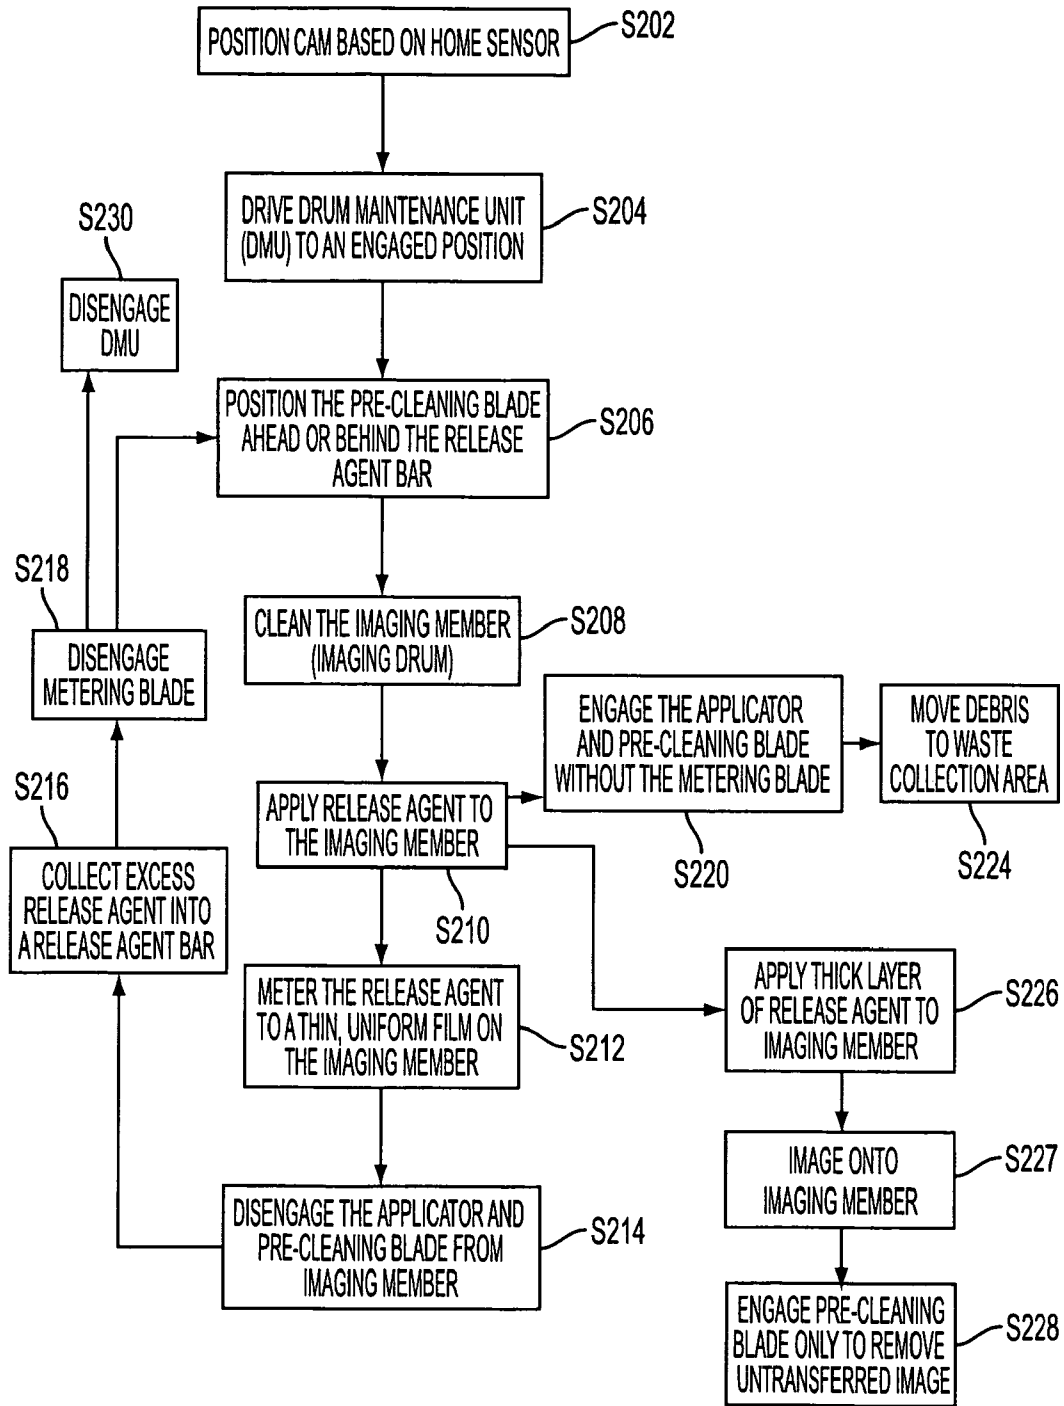 POSITION CAM BASED ON HOME SENSOR
S202
DRIVE DRUM MAINTENANCE UNIT
(DMU) TO AN ENGAGED POSITION
S204
S230
DISENGAGE
DMU
POSITION THE PRE-CLEANING BLADE
AHEAD OR BEHIND THE RELEASE
AGENT BAR
S206
S218
DISENGAGE
METERING BLADE
CLEAN THE IMAGING MEMBER
(IMAGING DRUM)
S208
ENGAGE THE APPLICATOR
AND PRE-CLEANING BLADE
WITHOUT THE METERING BLADE
S220
MOVE DEBRIS
TO WASTE
COLLECTION AREA
S224
APPLY RELEASE AGENT TO
THE IMAGING MEMBER
S210
S216
COLLECT EXCESS
RELEASE AGENT INTO
A RELEASE AGENT BAR
METER THE RELEASE AGENT
TO A THIN, UNIFORM FILM ON
THE IMAGING MEMBER
S212
APPLY THICK LAYER
OF RELEASE AGENT TO
IMAGING MEMBER
S226
IMAGE ONTO
IMAGING MEMBER
S227
DISENGAGE THE APPLICATOR AND
PRE-CLEANING BLADE FROM
IMAGING MEMBER
S214
ENGAGE PRE-CLEANING
BLADE ONLY TO REMOVE
UNTRANSFERRED IMAGE
S228